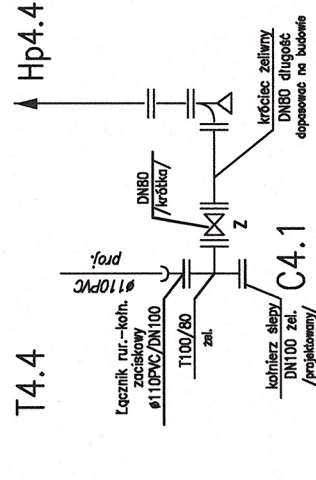 T4.4
Hp4.4
Łącznik rur.-kołn.
zaciskowy
ø110PVC/DN100
ø110PVC
proj.
T100/80
żel.
DN80
/krótka/
Z
C4.1
króciec żeliwny
DN80 długość
dopasować na budowie
kołnierz ślepy
DN100 żel.
/projektowany/